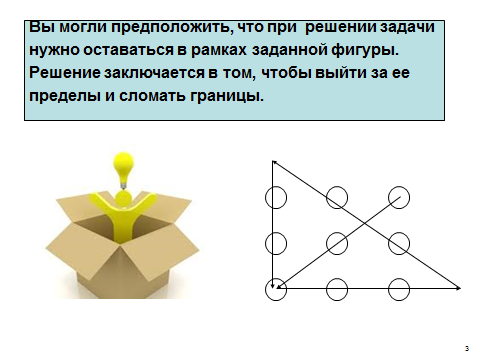 Вы могли предположить, что при решении задачи
нужно оставаться в рамках заданной фигуры.
Решение заключается в том, чтобы выйти за ее
пределы и сломать границы.
3